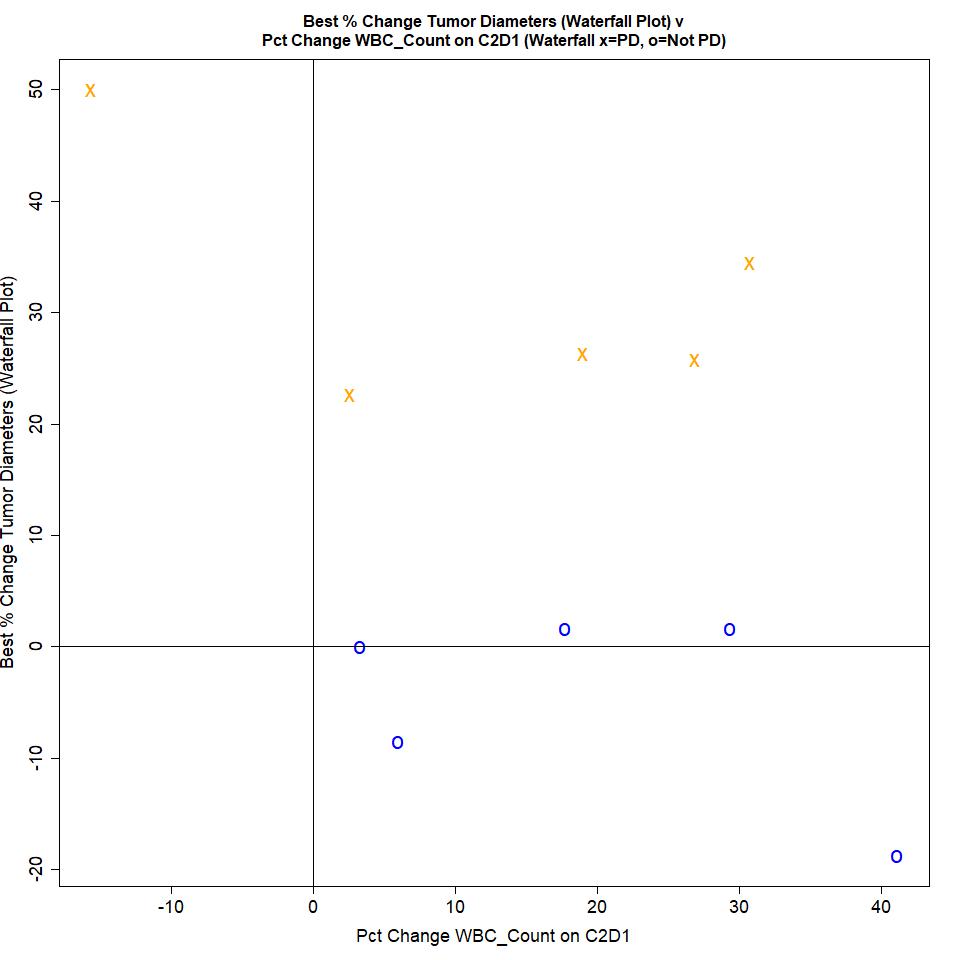 Best % Change Tumor Diameters (Waterfall Plot) v
Pct Change WBC_Count on C2D1 (Waterfall x=PD, o=Not PD)
Best % Change Tumor Diameters (Waterfall Plot)
50
40
30
20
10
0
-10
-20
x
x
x
x
x
o
o
o
o
o
-10
0
10
20
30
40
Pct Change WBC_Count on C2D1